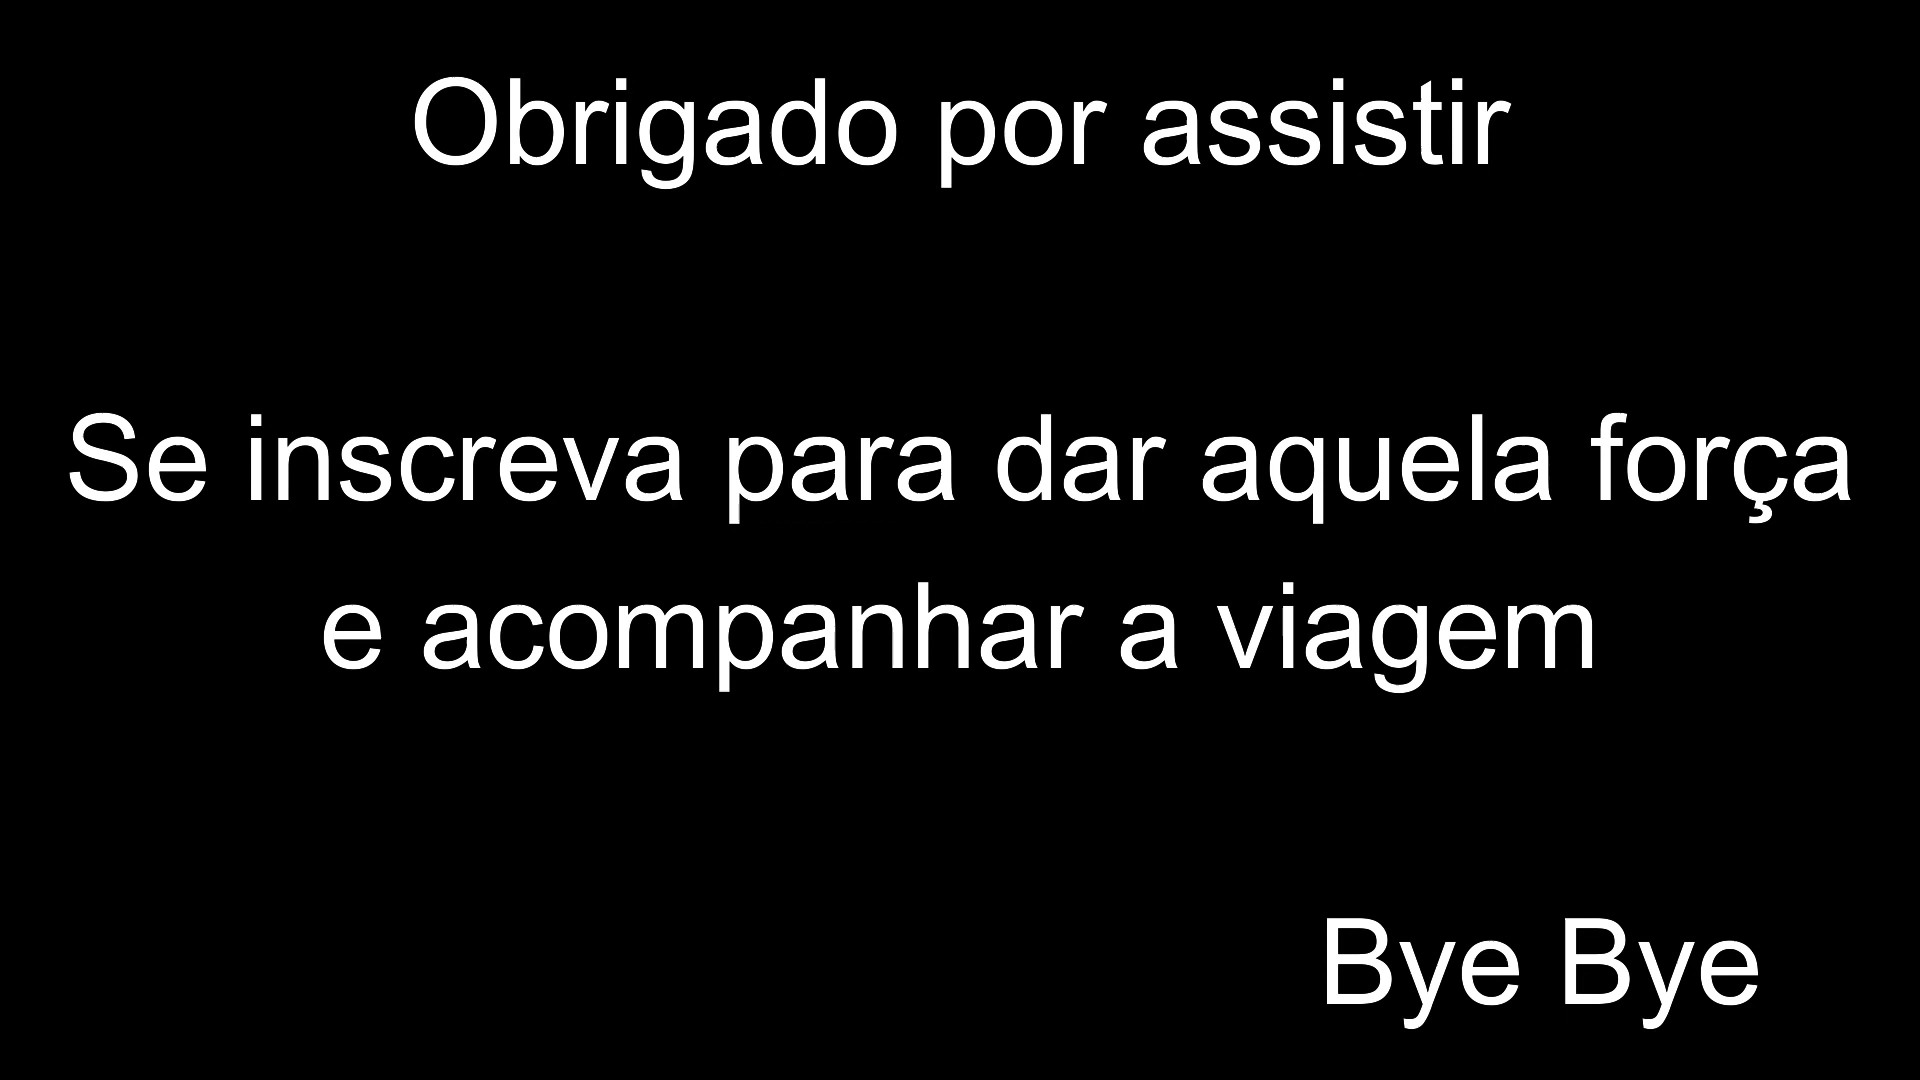 Obrigado por assistir
Se inscreva para dar aquela força
e acompanhar a viagem
Bye Bye